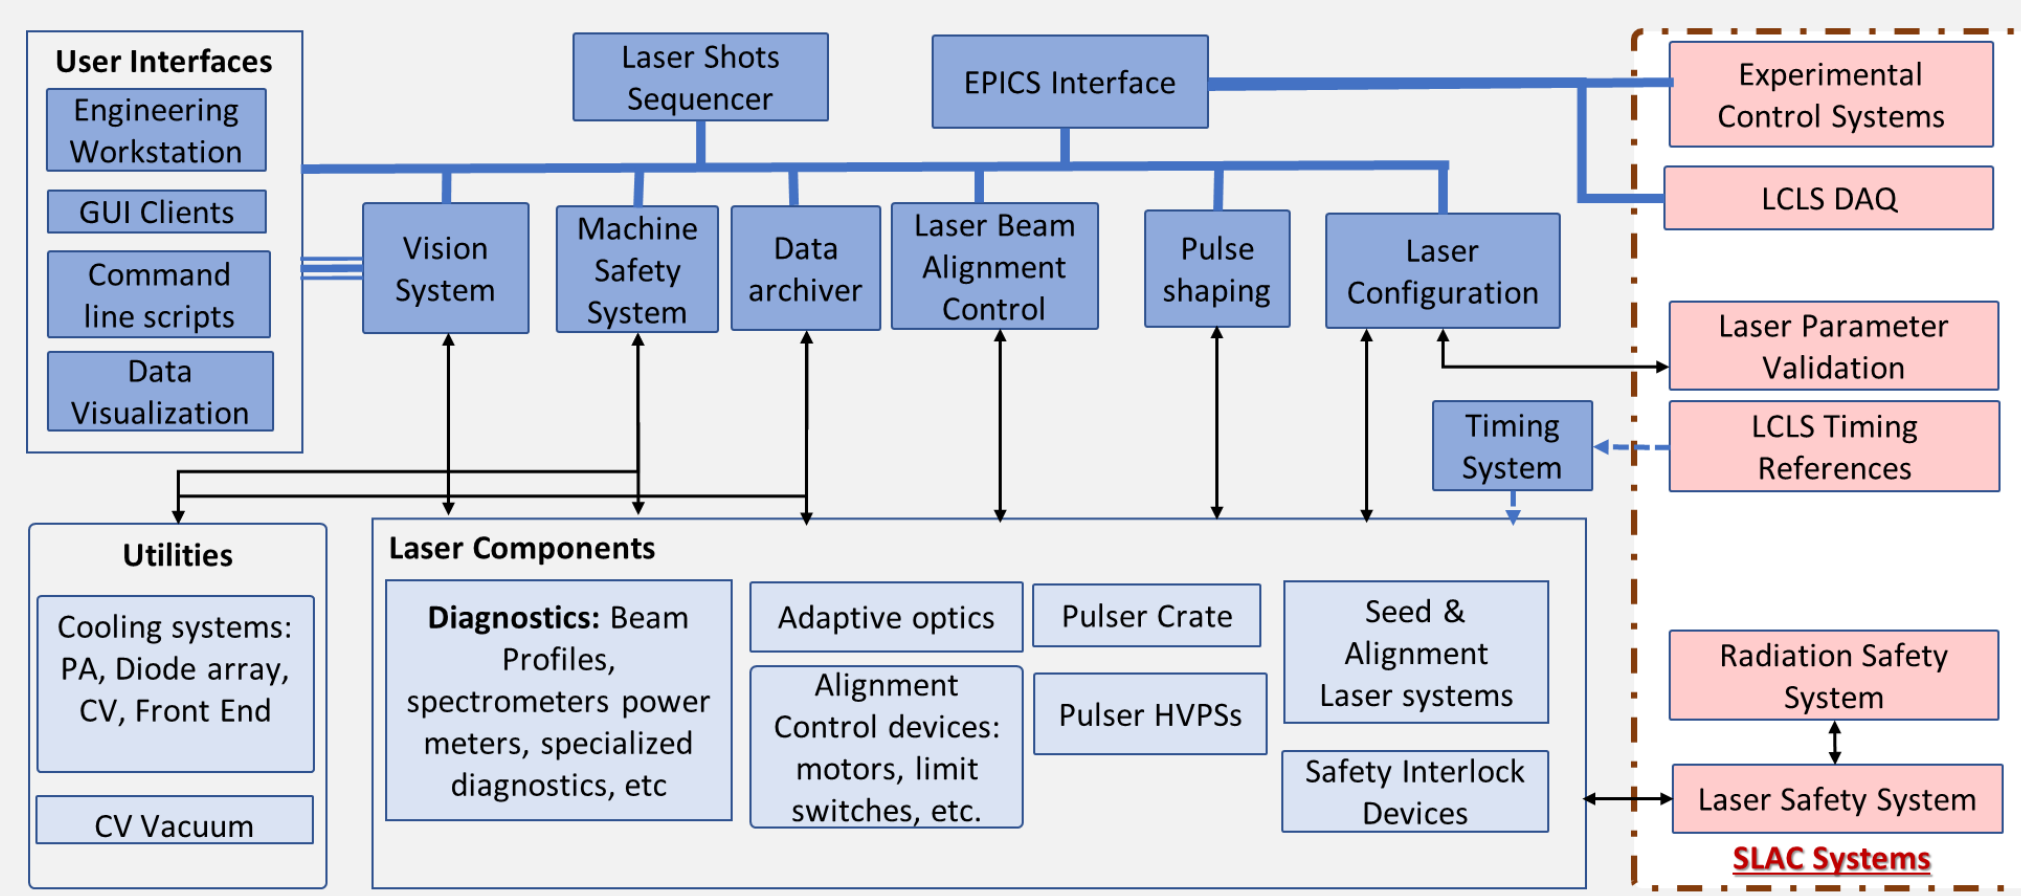 User Interfaces
Engineering
Workstation
GUI Clients
Command
line scripts
Data
Visualization
Laser Shots
Sequencer
EPICS Interface
Vision
System
Machine
Safety
System
Data
archiver
Laser Beam
Alignment
Control
Pulse
shaping
Laser
Configuration
Timing
System
Experimental
Control Systems
LCLS DAQ
Laser Parameter
Validation
LCLS Timing
References
Radiation Safety
System
Laser Safety System
SLAC Systems
Utilities
Cooling systems:
PA, Diode array,
CV, Front End
CV Vacuum
Laser Components
Diagnostics: Beam
Profiles,
spectrometers power
meters, specialized
diagnostics, etc
Adaptive optics
Alignment
Control devices:
motors, limit
switches, etc.
Pulser Crate
Pulser HVPSs
Seed &
Alignment
Laser systems
Safety Interlock
Devices